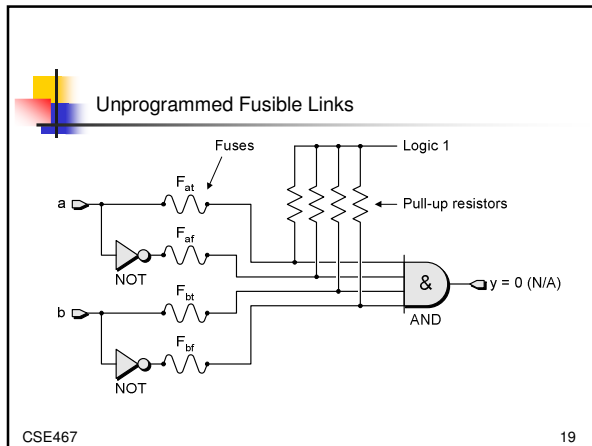 Unprogrammed Fusible Links
Fuses
Logic 1
Pull-up resistors
a
Fat
NOT
Faf
b
Fbt
NOT
Fbf
&
AND
y = 0 (N/A)
CSE467
19